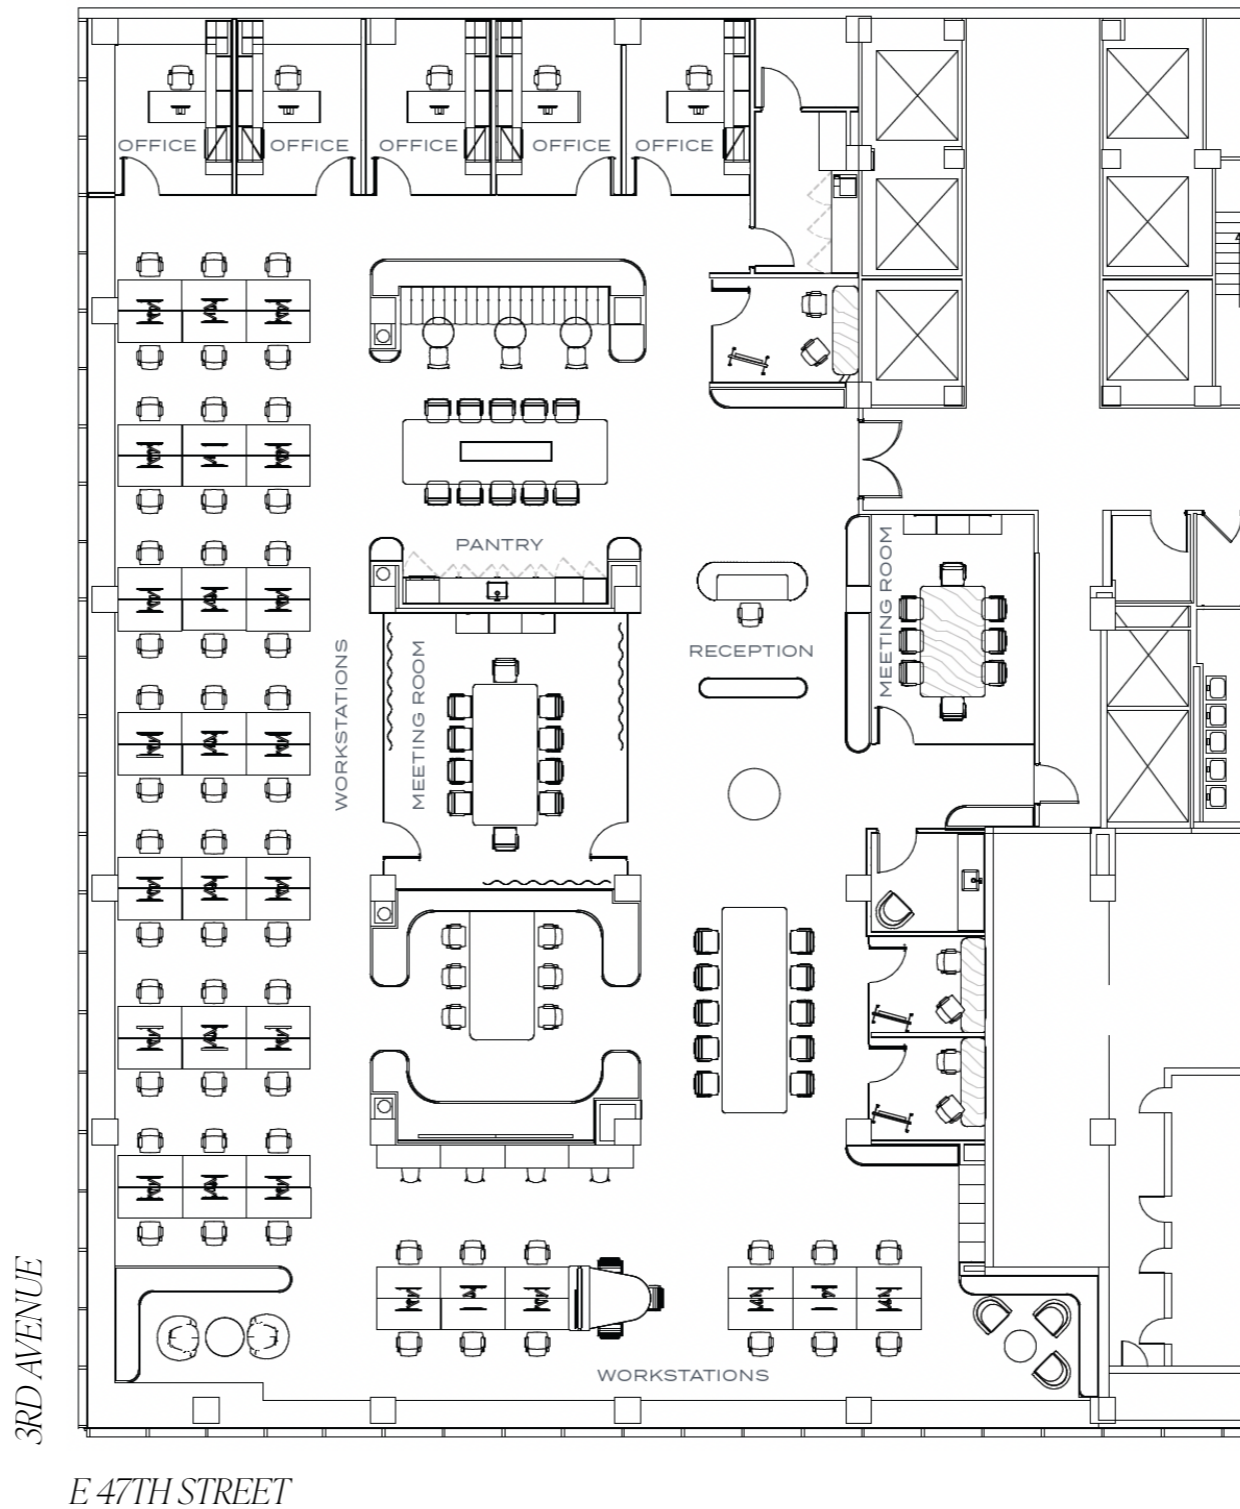 OFFICE
OFFICE
OFFICE
OFFICE
OFFICE
PANTRY
WORKSTATIONS
MEETING ROOM
RECEPTION
MEETING ROOM
WORKSTATIONS
3RD AVENUE
E 47TH STREET